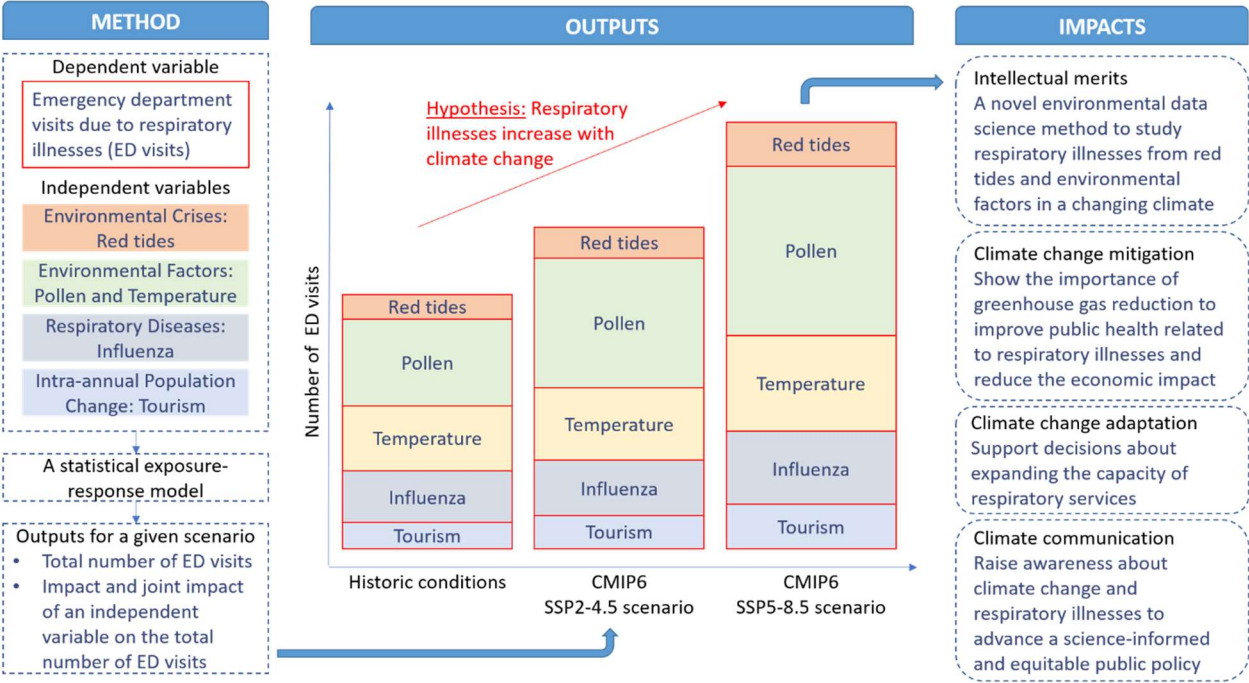 METHOD
Dependent variable
Emergency department
visits due to respiratory
illnesses (ED visits)
Independent variables
Environmental Crises:
Red tides
Environmental Factors:
Pollen and Temperature
Respiratory Diseases:
Influenza
Intra-annual Population
Change: Tourism
A statistical exposure-
response model
Outputs for a given scenario
• Total number of ED visits
• Impact and joint impact
of an independent
variable on the total
number of ED visits
OUTPUTS
Number of ED visits
Hypothesis: Respiratory
illnesses increase with
climate change
Red tides
Pollen
Temperature
Influenza
Tourism
Historic conditions
Red tides
Pollen
Temperature
Influenza
Tourism
CMIP6
SSP2-4.5 scenario
Red tides
Pollen
Temperature
Influenza
Tourism
CMIP6
SSP5-8.5 scenario
IMPACTS
Intellectual merits
A novel environmental data
science method to study
respiratory illnesses from red
tides and environmental
factors in a changing climate
Climate change mitigation
Show the importance of
greenhouse gas reduction to
improve public health related
to respiratory illnesses and
reduce the economic impact
Climate change adaptation
Support decisions about
expanding the capacity of
respiratory services
Climate communication
Raise awareness about
climate change and
respiratory illnesses to
advance a science-informed
and equitable public policy